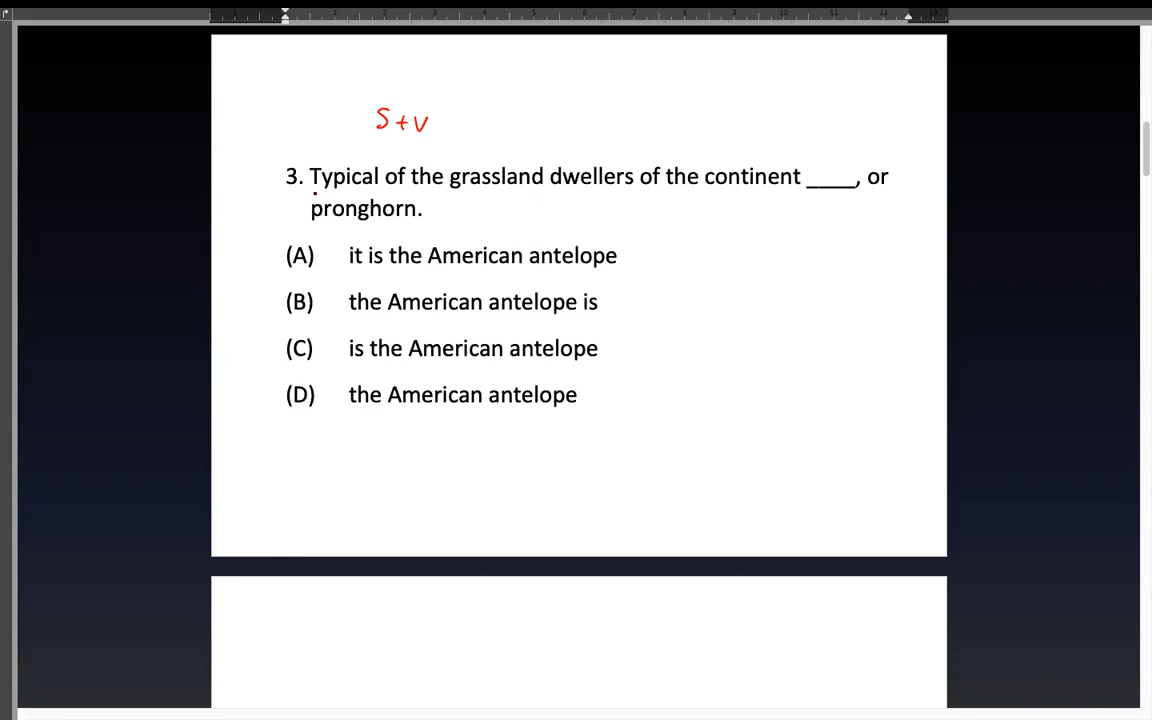 S + V
3. Typical of the grassland dwellers of the continent ____, or
pronghorn.
(A) it is the American antelope
(B) the American antelope is
(C) is the American antelope
(D) the American antelope